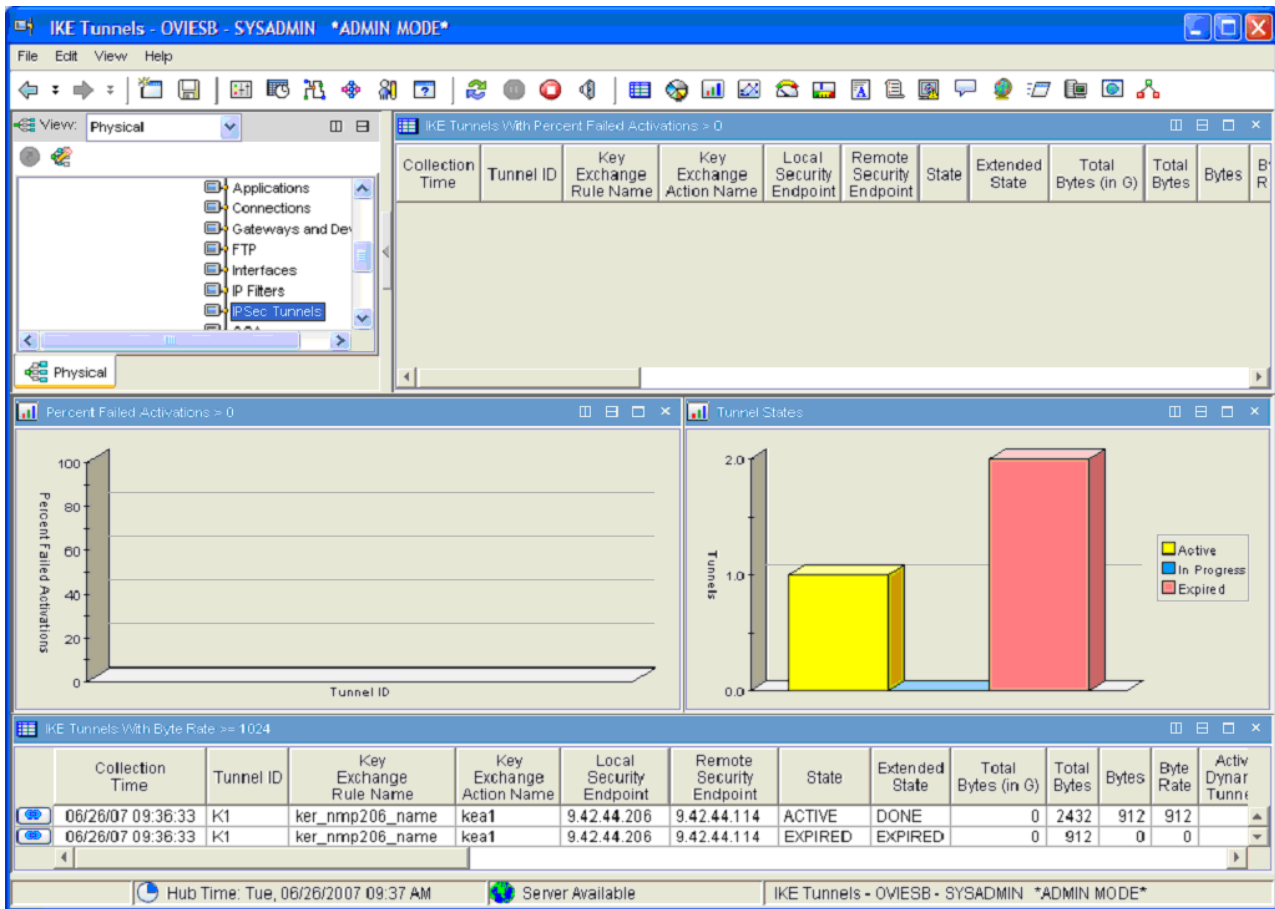 IKE Tunnels - OVIESB - SYSADMIN *ADMIN MODE*
File Edit View Help
View: Physical
Applications
Connections
Gateways and Dev
FTP
Interfaces
IP Filters
IPSec Tunnels
Physical
IKE Tunnels With Percent Failed Activations > 0
Collection Time Tunnel ID Key Exchange Rule Name Key Exchange Action Name Local Security Endpoint Remote Security Endpoint State Extended State Total Bytes (in G) Total Bytes Bytes
Percent Failed Activations > 0
100
80
60
40
20
0
Percent Failed Activations
Tunnel ID
Tunnel States
2.0
1.0
0.0
Tunnels
Active
In Progress
Expired
IKE Tunnels With Byte Rate >= 1024
Collection Time Tunnel ID Key Exchange Rule Name Key Exchange Action Name Local Security Endpoint Remote Security Endpoint State Extended State Total Bytes (in G) Total Bytes Bytes Byte Rate Activ Dynar Tunne
06/26/07 09:36:33 K1 ker_nmp206_name kea1 9.42.44.206 9.42.44.114 ACTIVE DONE 0 2432 912 912
06/26/07 09:36:33 K1 ker_nmp206_name kea1 9.42.44.206 9.42.44.114 EXPIRED EXPIRED 0 912 0 0
Hub Time: Tue, 06/26/2007 09:37 AM Server Available IKE Tunnels - OVIESB - SYSADMIN *ADMIN MODE*